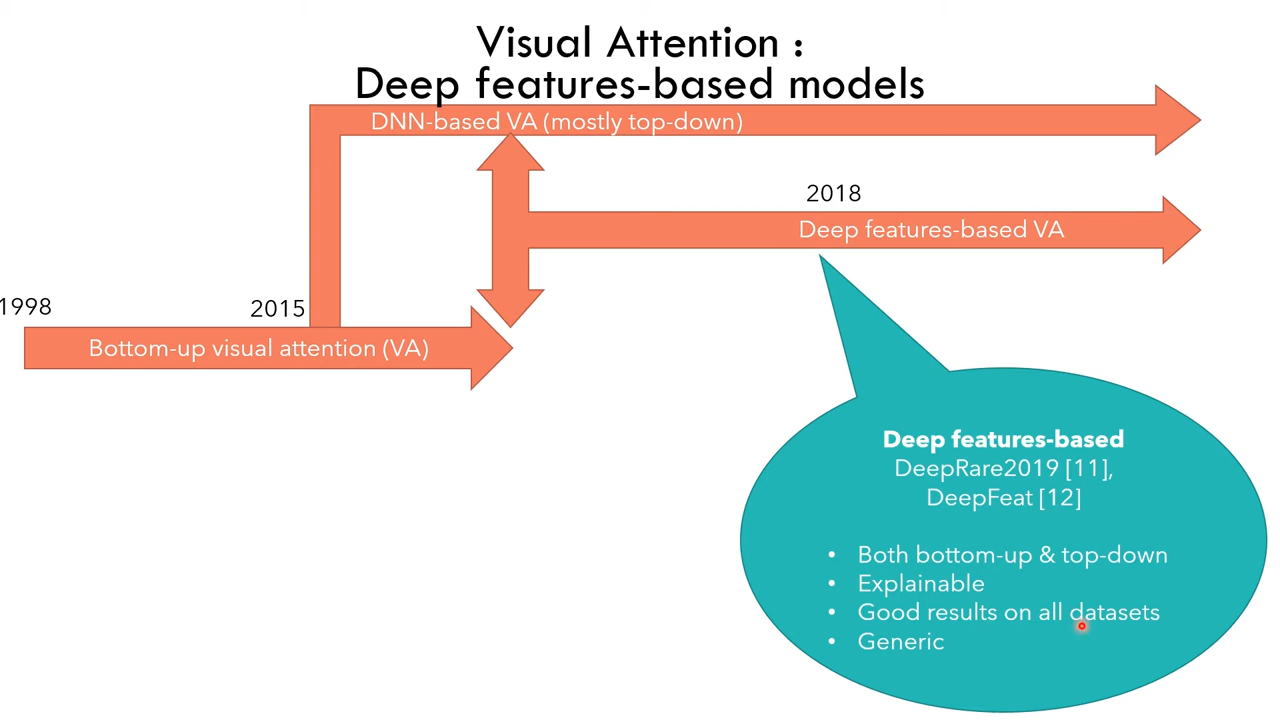 Visual Attention :
Deep features-based models
DNN-based VA (mostly top-down)
2018
Deep features-based VA
1998
2015
Bottom-up visual attention (VA)
Deep features-based
DeepRare2019 [11],
DeepFeat [12]
• Both bottom-up & top-down
• Explainable
• Good results on all datasets
• Generic